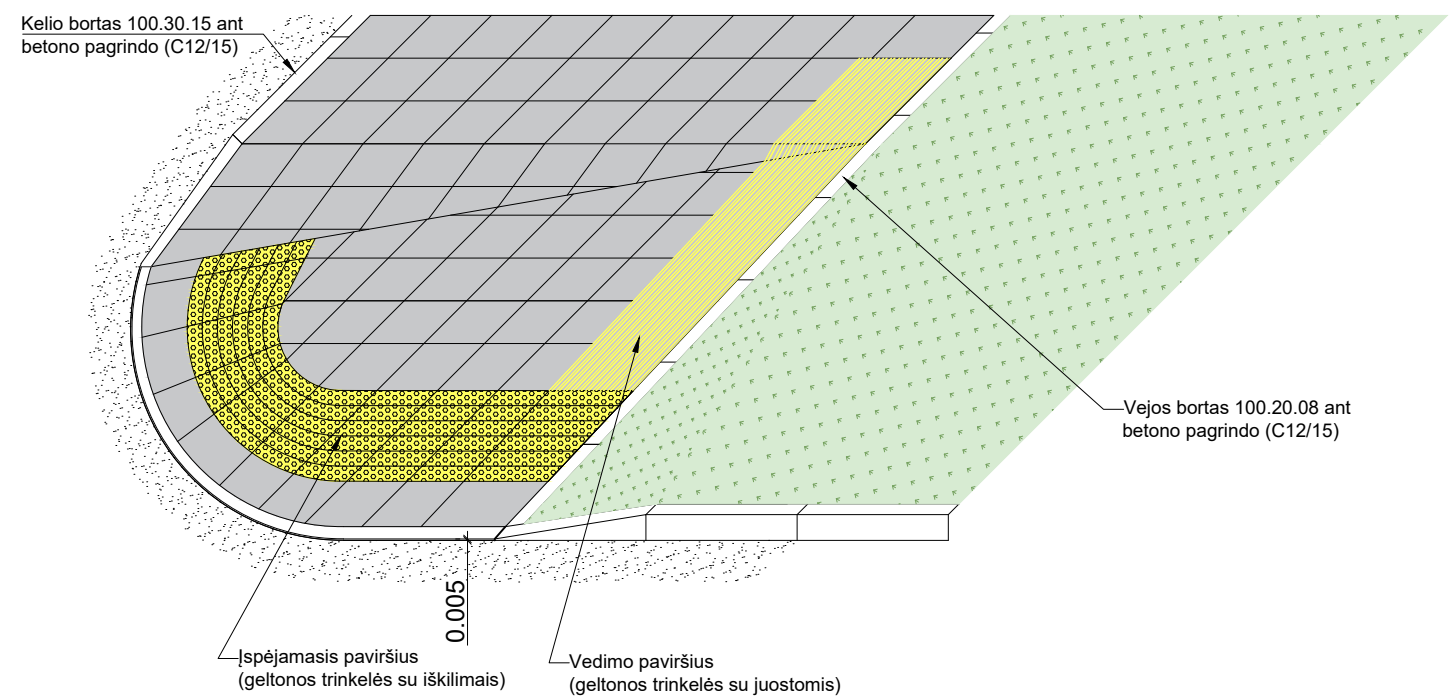 Kelio bortas 100.30.15 ant
betono pagrindo (C12/15)
Vejos bortas 100.20.08 ant
betono pagrindo (C12/15)
0.005
Įspėjamasis paviršius
(geltonos trinkelės su iškilimais)
Vedimo paviršius
(geltonos trinkelės su juostomis)